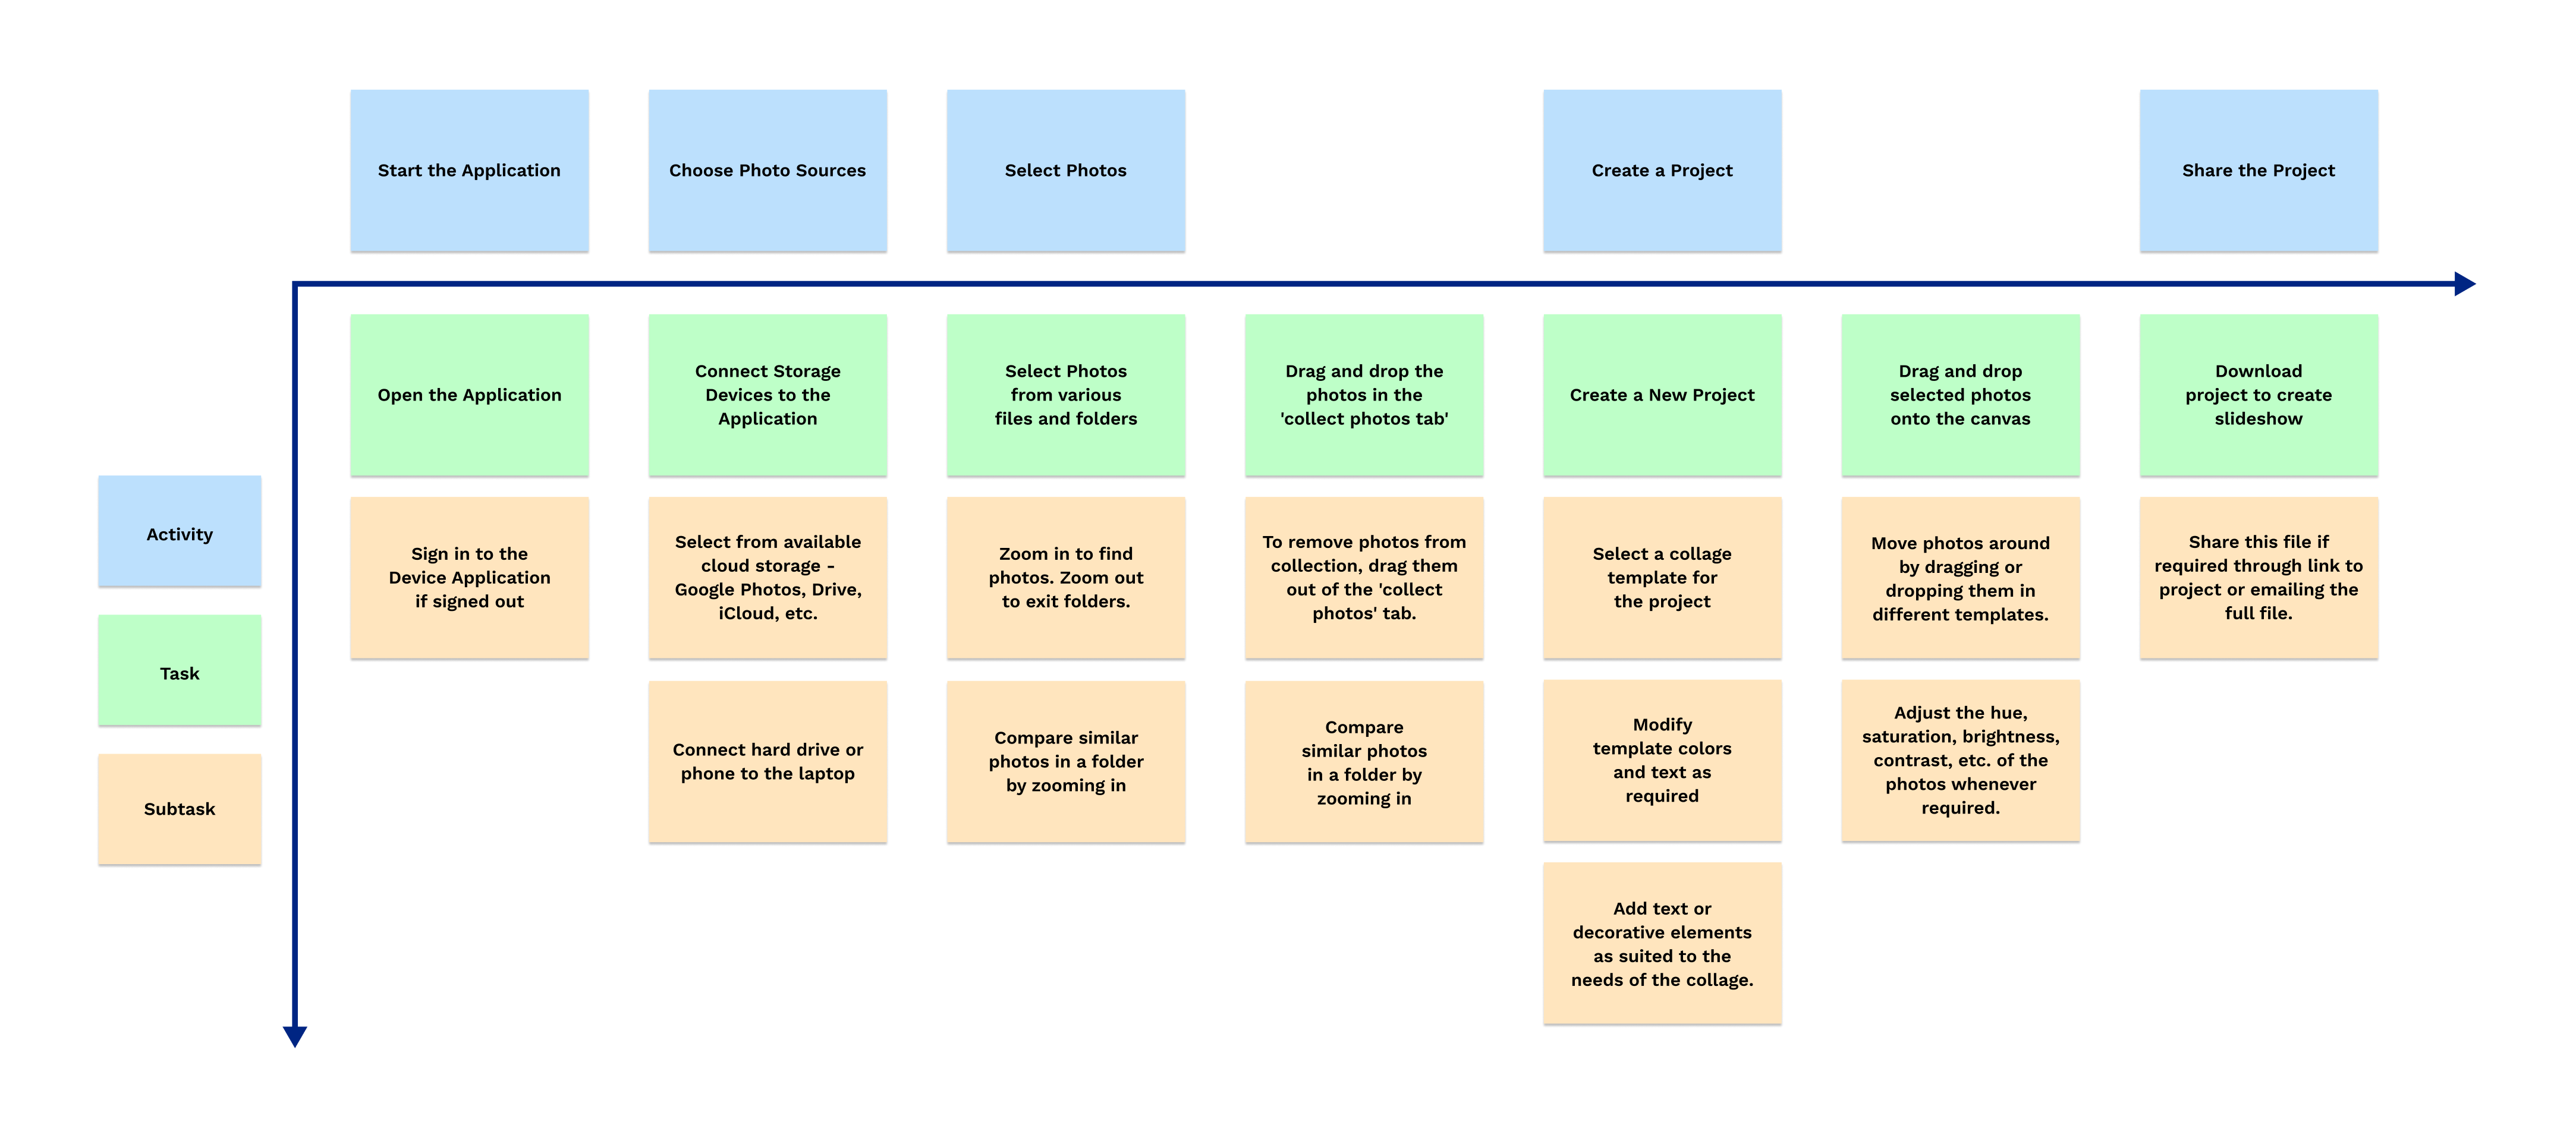 Start the Application
Choose Photo Sources
Select Photos
Create a Project
Share the Project
Open the Application
Connect Storage
Devices to the
Application
Select Photos
from various
files and folders
Drag and drop the
photos in the
'collect photos tab'
Create a New Project
Drag and drop
selected photos
onto the canvas
Download
project to create
slideshow
Activity
Task
Subtask
Sign in to the
Device Application
if signed out
Select from available
cloud storage -
Google Photos, Drive,
iCloud, etc.
Zoom in to find
photos. Zoom out
to exit folders.
To remove photos from
collection, drag them
out of the 'collect
photos' tab.
Select a collage
template for
the project
Move photos around
by dragging or
dropping them in
different templates.
Share this file if
required through link to
project or emailing the
full file.
Connect hard drive or
phone to the laptop
Compare similar
photos in a folder
by zooming in
Compare
similar photos
in a folder by
zooming in
Modify
template colors
and text as
required
Adjust the hue,
saturation, brightness,
contrast, etc. of the
photos whenever
required.
Add text or
decorative elements
as suited to the
needs of the collage.